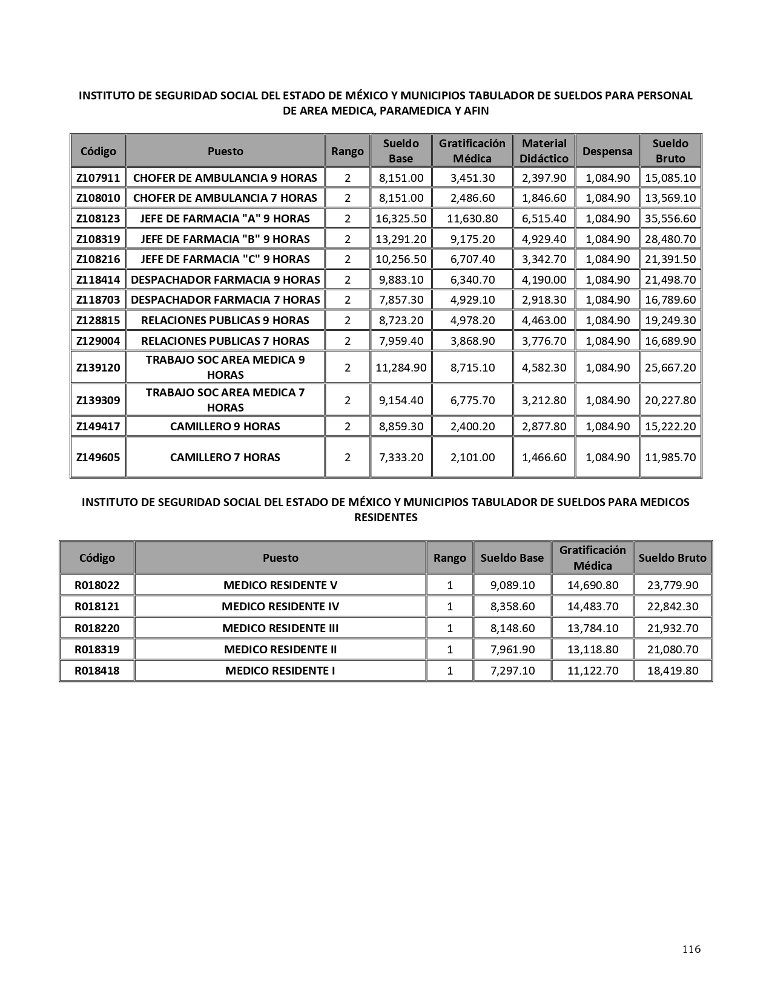 INSTITUTO DE SEGURIDAD SOCIAL DEL ESTADO DE MÉXICO Y MUNICIPIOS TABULADOR DE SUELDOS PARA PERSONAL
DE AREA MEDICA, PARAMEDICA Y AFIN
Código Puesto Rango Sueldo Base Gratificación Médica Material Didáctico Despensa Sueldo Bruto
Z107911 CHOFER DE AMBULANCIA 9 HORAS 2 8,151.00 3,451.30 2,397.90 1,084.90 15,085.10
Z108010 CHOFER DE AMBULANCIA 7 HORAS 2 8,151.00 2,486.60 1,846.60 1,084.90 13,569.10
Z108123 JEFE DE FARMACIA "A" 9 HORAS 2 16,325.50 11,630.80 6,515.40 1,084.90 35,556.60
Z108319 JEFE DE FARMACIA "B" 9 HORAS 2 13,291.20 9,175.20 4,929.40 1,084.90 28,480.70
Z108216 JEFE DE FARMACIA "C" 9 HORAS 2 10,256.50 6,707.40 3,342.70 1,084.90 21,391.50
Z118414 DESPACHADOR FARMACIA 9 HORAS 2 9,883.10 6,340.70 4,190.00 1,084.90 21,498.70
Z118703 DESPACHADOR FARMACIA 7 HORAS 2 7,857.30 4,929.10 2,918.30 1,084.90 16,789.60
Z128815 RELACIONES PUBLICAS 9 HORAS 2 8,723.20 4,978.20 4,463.00 1,084.90 19,249.30
Z129004 RELACIONES PUBLICAS 7 HORAS 2 7,959.40 3,868.90 3,776.70 1,084.90 16,689.90
Z139120 TRABAJO SOC AREA MEDICA 9 HORAS 2 11,284.90 8,715.10 4,582.30 1,084.90 25,667.20
Z139309 TRABAJO SOC AREA MEDICA 7 HORAS 2 9,154.40 6,775.70 3,212.80 1,084.90 20,227.80
Z149417 CAMILLERO 9 HORAS 2 8,859.30 2,400.20 2,877.80 1,084.90 15,222.20
Z149605 CAMILLERO 7 HORAS 2 7,333.20 2,101.00 1,466.60 1,084.90 11,985.70
INSTITUTO DE SEGURIDAD SOCIAL DEL ESTADO DE MÉXICO Y MUNICIPIOS TABULADOR DE SUELDOS PARA MEDICOS
RESIDENTES
Código Puesto Rango Sueldo Base Gratificación Médica Sueldo Bruto
R018022 MEDICO RESIDENTE V 1 9,089.10 14,690.80 23,779.90
R018121 MEDICO RESIDENTE IV 1 8,358.60 14,483.70 22,842.30
R018220 MEDICO RESIDENTE III 1 8,148.60 13,784.10 21,932.70
R018319 MEDICO RESIDENTE II 1 7,961.90 13,118.80 21,080.70
R018418 MEDICO RESIDENTE I 1 7,297.10 11,122.70 18,419.80
116